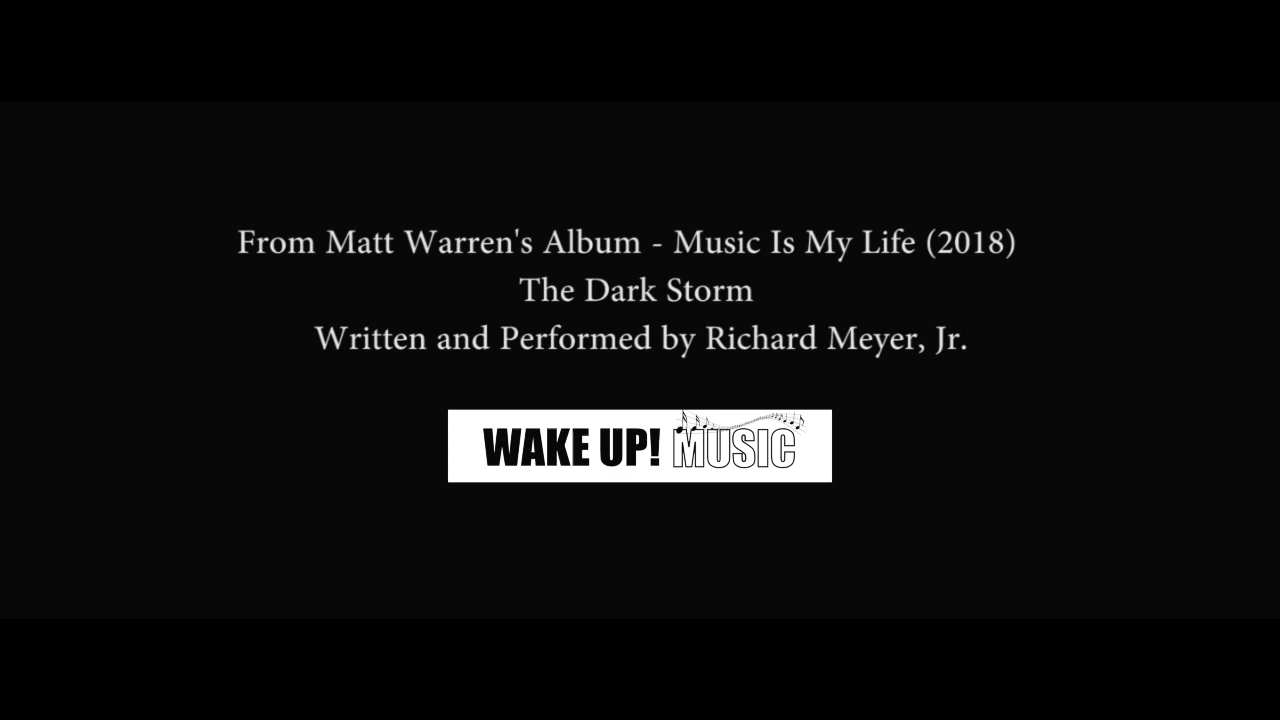 From Matt Warren's Album - Music Is My Life (2018)
The Dark Storm
Written and Performed by Richard Meyer, Jr.
WAKE UP! MUSIC